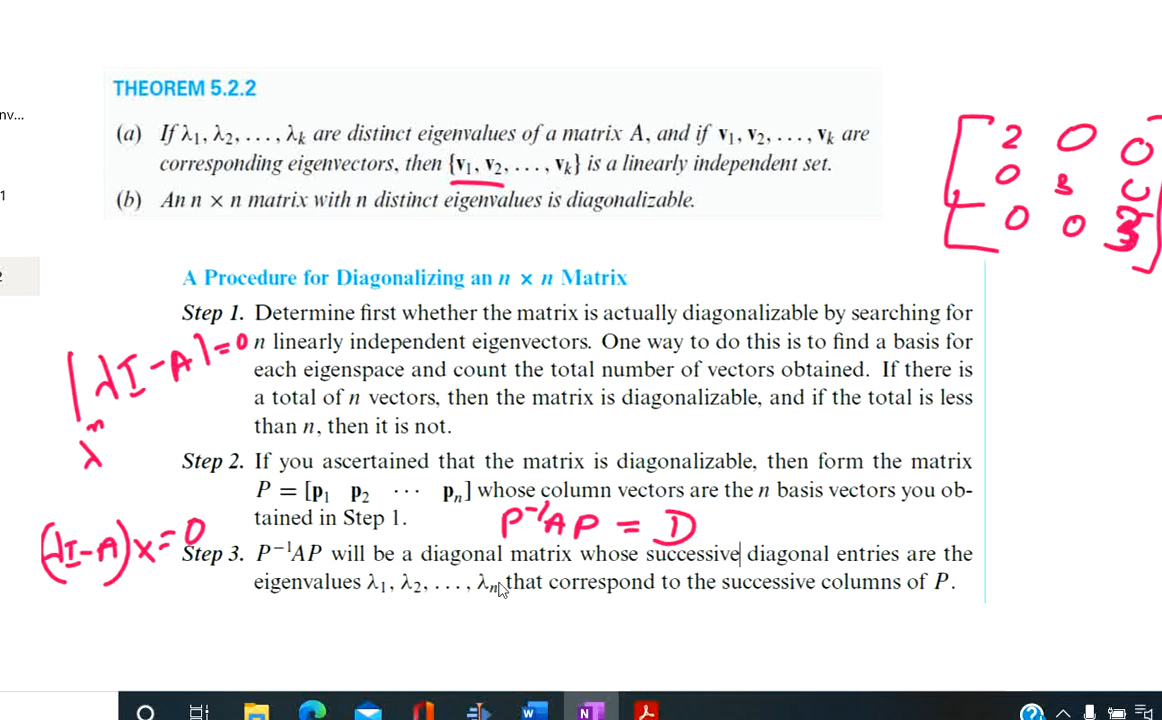 THEOREM 5.2.2
nv...
(a) If λ₁, λ₂, . . . , λₖ are distinct eigenvalues of a matrix A, and if v₁, v₂, . . . , vₖ are
corresponding eigenvectors, then {v₁, v₂, . . . , vₖ} is a linearly independent set.
1
(b) An n × n matrix with n distinct eigenvalues is diagonalizable.
2 0 0
0 3
0 0 3
A Procedure for Diagonalizing an n × n Matrix
2
Step 1. Determine first whether the matrix is actually diagonalizable by searching for
n linearly independent eigenvectors. One way to do this is to find a basis for
each eigenspace and count the total number of vectors obtained. If there is
a total of n vectors, then the matrix is diagonalizable, and if the total is less
than n, then it is not.
|λI-A|=0
λⁿ
Step 2. If you ascertained that the matrix is diagonalizable, then form the matrix
P = [p₁ p₂ ⋯ pₙ] whose column vectors are the n basis vectors you ob-
tained in Step 1.
P⁻¹AP = D
(λI-A)x=0
Step 3. P⁻¹AP will be a diagonal matrix whose successive diagonal entries are the
eigenvalues λ₁, λ₂, . . . , λₙ that correspond to the successive columns of P.